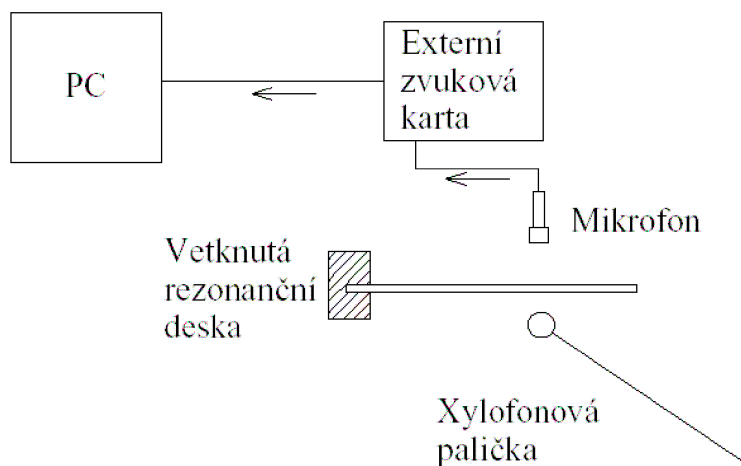 PC
Externí
zvuková
karta
Mikrofon
Vetknutá
rezonanční
deska
Xylofonová
palička